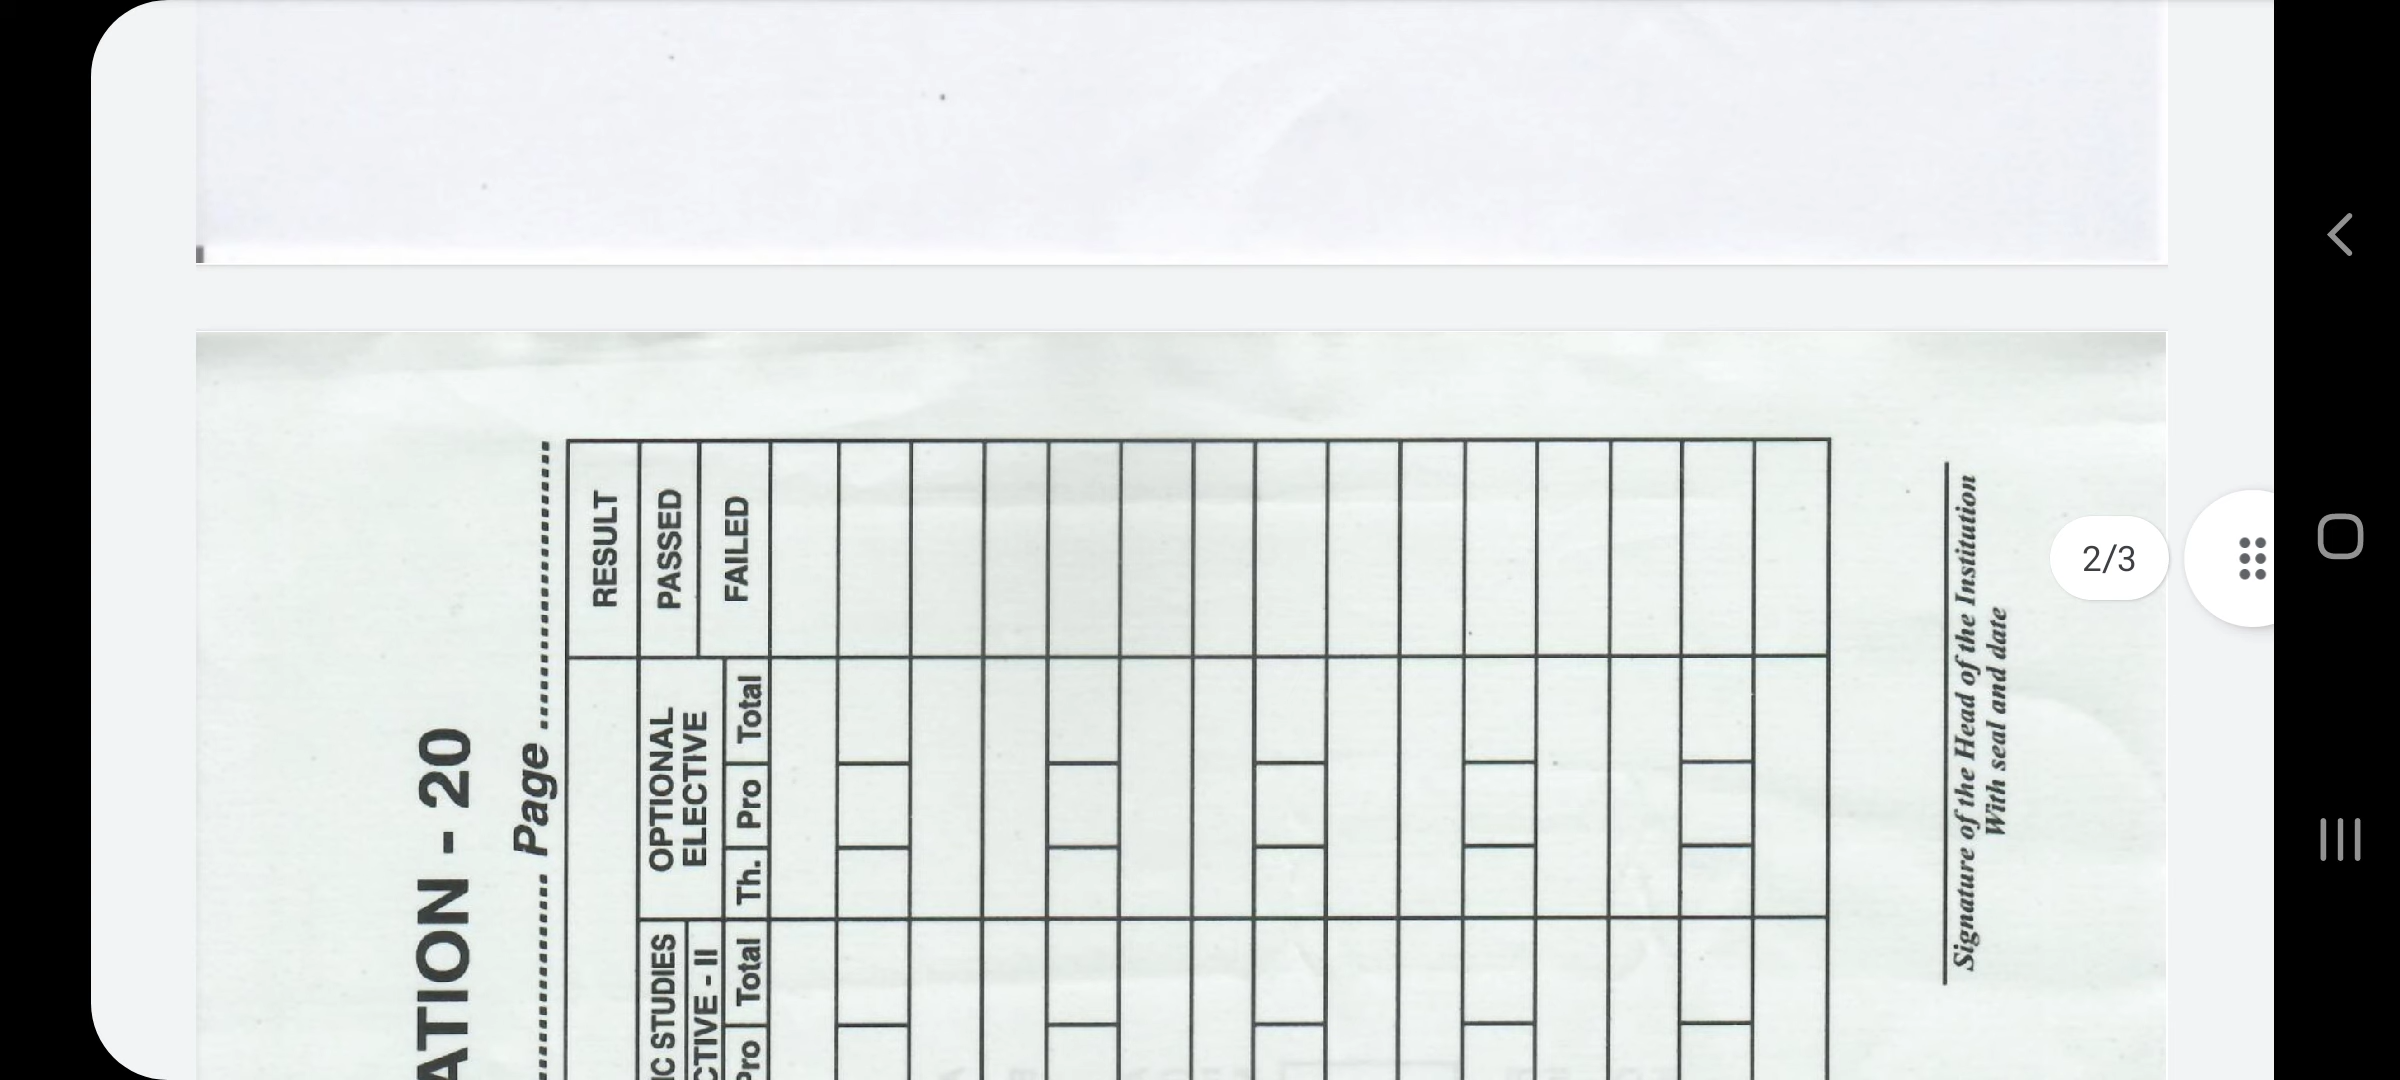 ATION - 20
Page
RESULT
PASSED
FAILED
OPTIONAL
ELECTIVE
Th. Pro Total
IC STUDIES
CTIVE - II
Pro Total
Signature of the Head of the Institution
With seal and date
2/3